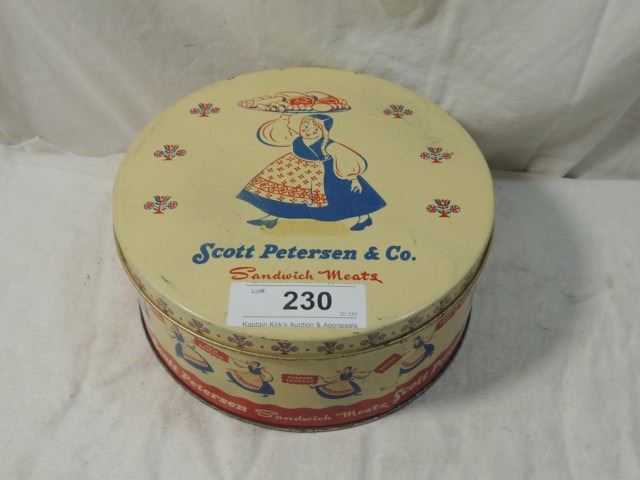 Scott Petersen & Co.
Sandwich Meats
Lot#:
230
Kaptain Kirk's Auction & Appraisals
Scott Petersen Sandwich Meats Scott